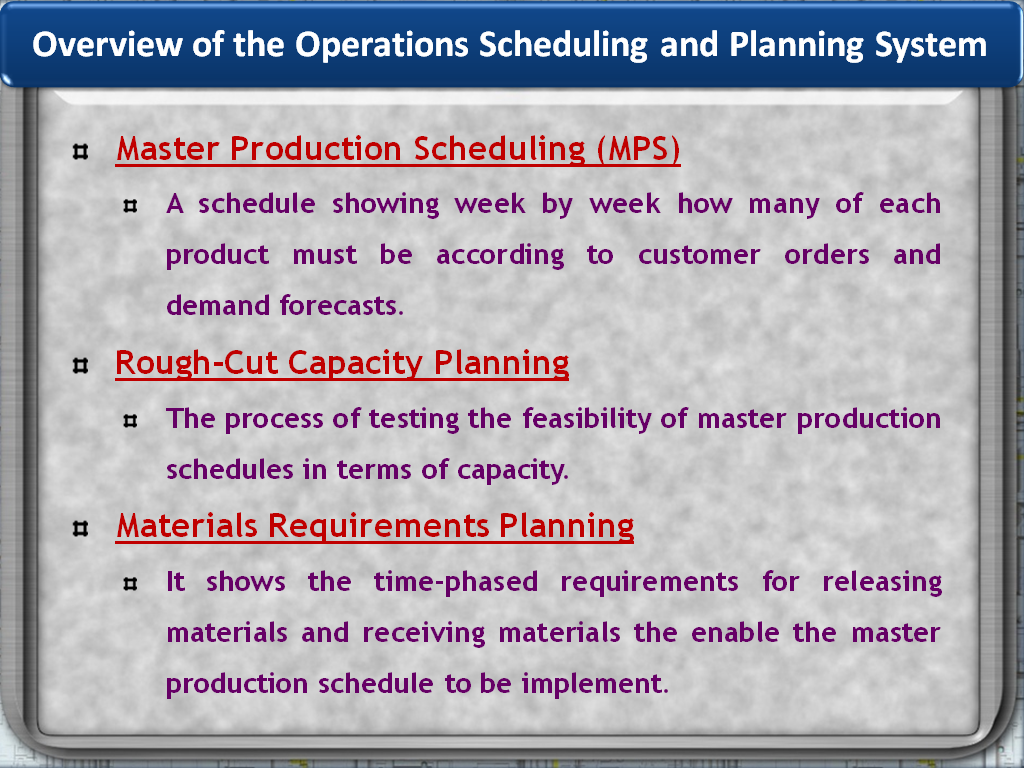 Overview of the Operations Scheduling and Planning System
Master Production Scheduling (MPS)
A schedule showing week by week how many of each
product must be according to customer orders and
demand forecasts.
Rough-Cut Capacity Planning
The process of testing the feasibility of master production
schedules in terms of capacity.
Materials Requirements Planning
It shows the time-phased requirements for releasing
materials and receiving materials the enable the master
production schedule to be implement.